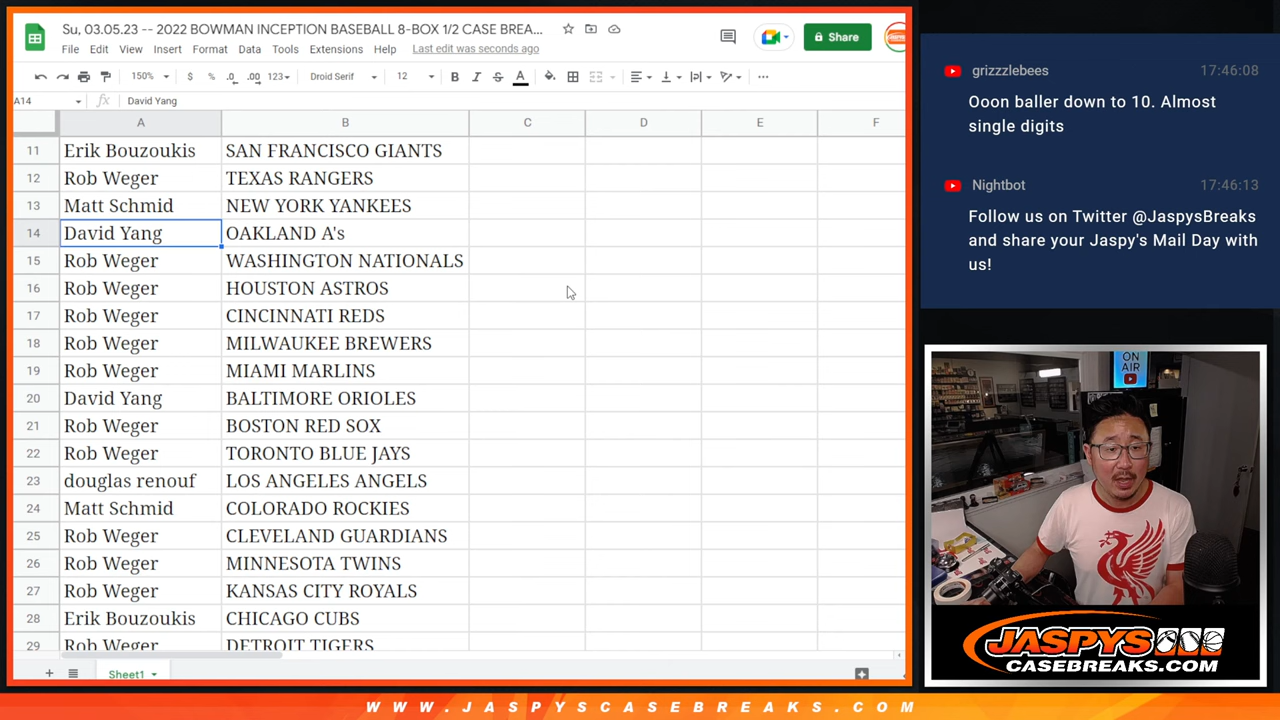 Su, 03.05.23 -- 2022 BOWMAN INCEPTION BASEBALL 8-BOX 1/2 CASE BREA...
File Edit View Insert Format Data Tools Extensions Help Last edit was seconds ago
Share
150% $ % .0 .00 123 Droid Serif 12 B I S A
A14 fx David Yang
A B C D E F
11 Erik Bouzoukis SAN FRANCISCO GIANTS
12 Rob Weger TEXAS RANGERS
13 Matt Schmid NEW YORK YANKEES
14 David Yang OAKLAND A's
15 Rob Weger WASHINGTON NATIONALS
16 Rob Weger HOUSTON ASTROS
17 Rob Weger CINCINNATI REDS
18 Rob Weger MILWAUKEE BREWERS
19 Rob Weger MIAMI MARLINS
20 David Yang BALTIMORE ORIOLES
21 Rob Weger BOSTON RED SOX
22 Rob Weger TORONTO BLUE JAYS
23 douglas renouf LOS ANGELES ANGELS
24 Matt Schmid COLORADO ROCKIES
25 Rob Weger CLEVELAND GUARDIANS
26 Rob Weger MINNESOTA TWINS
27 Rob Weger KANSAS CITY ROYALS
28 Erik Bouzoukis CHICAGO CUBS
29 Rob Weger DETROIT TIGERS
Sheet1
grizzzlebees 17:46:08
Ooon baller down to 10. Almost
single digits
Nightbot 17:46:13
Follow us on Twitter @JaspysBreaks
and share your Jaspy's Mail Day with
us!
ON
AIR
JASPYS
CASEBREAKS.COM
WWW.JASPYSCASEBREAKS.COM